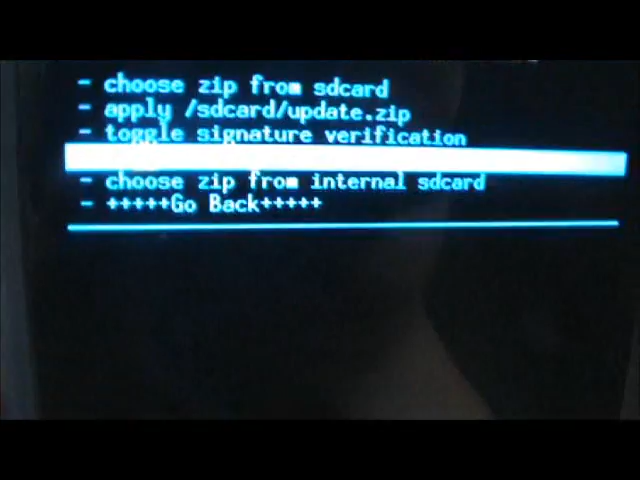 - choose zip from sdcard
- apply /sdcard/update.zip
- toggle signature verification
- choose zip from internal sdcard
- +++++Go Back+++++